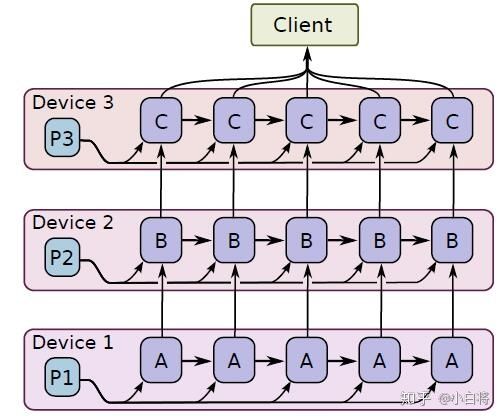 Client
Device 3
P3
C C C C C
Device 2
P2
B B B B B
Device 1
P1
A A A A A
知乎 @小白将